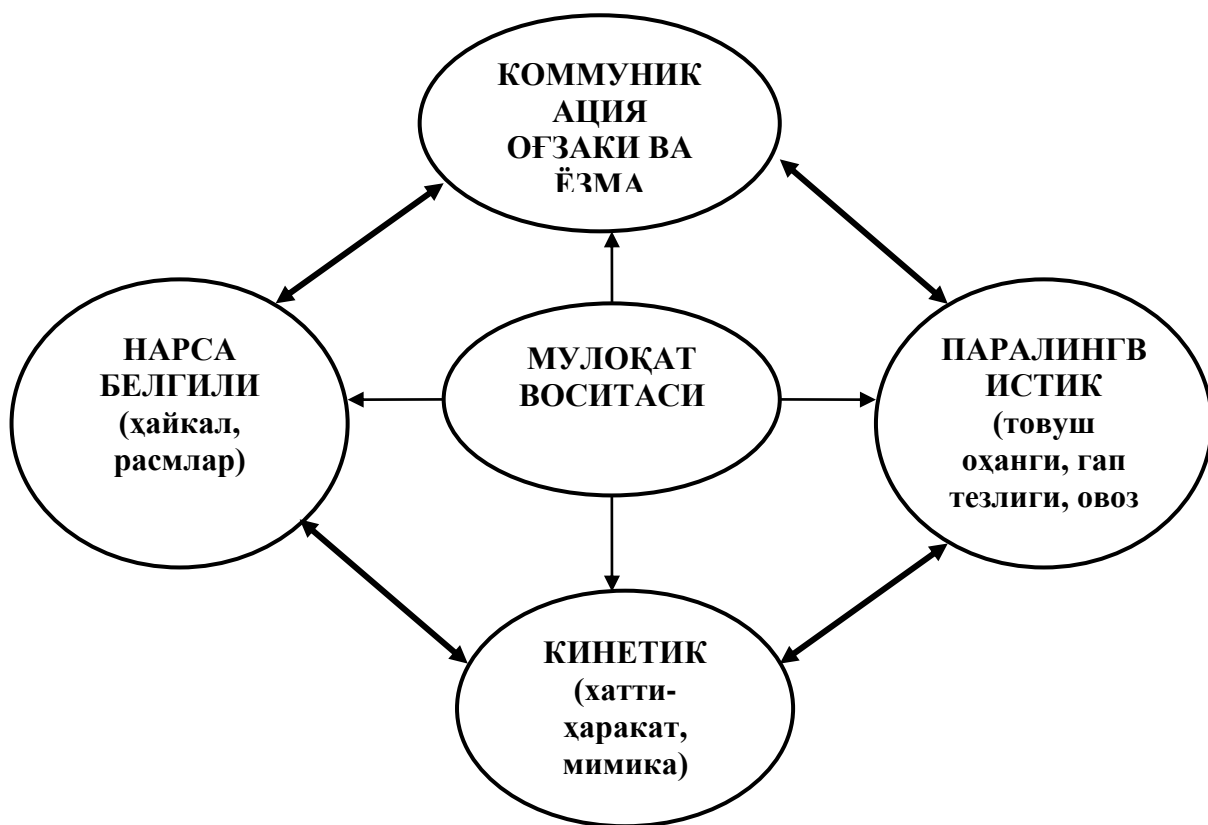 КОММУНИК
АЦИЯ
ОҒЗАКИ ВА
ЁЗМА
НАРСА
БЕЛГИЛИ
(ҳайкал,
расмлар)
МУЛОҚАТ
ВОСИТАСИ
ПАРАЛИНГВ
ИСТИК
(товуш
оҳанги, гап
тезлиги, овоз
КИНЕТИК
(хатти-
ҳаракат,
мимика)